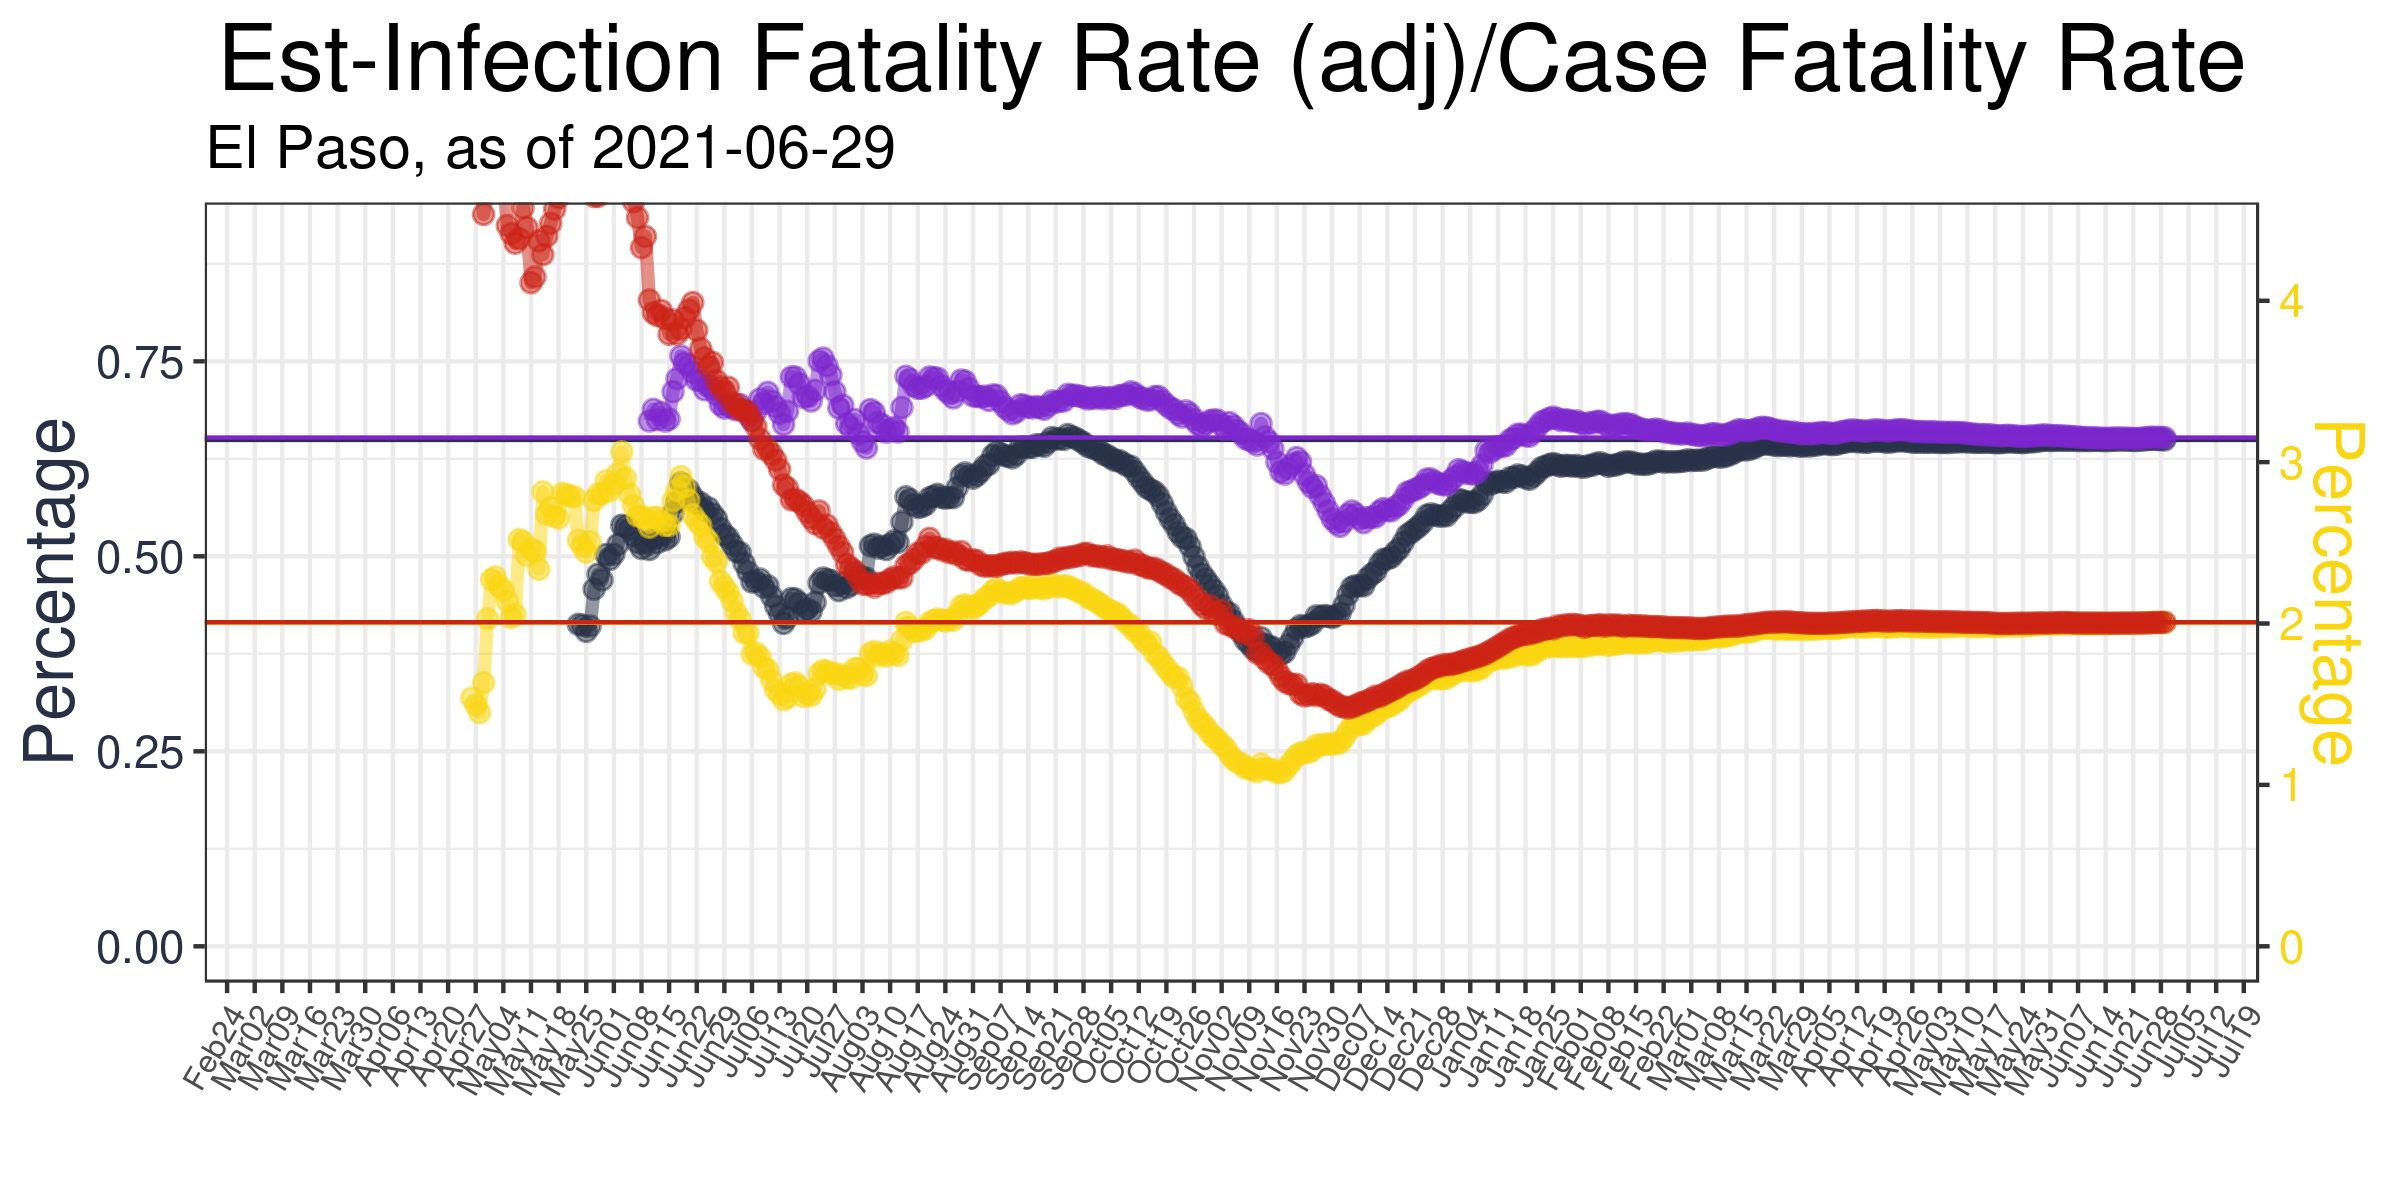 Est-Infection Fatality Rate (adj)/Case Fatality Rate
El Paso, as of 2021-06-29
Percentage
0.75
0.50
0.25
0.00
4
3
2
1
0
Percentage
Feb24
Mar02
Mar09
Mar16
Mar23
Mar30
Apr06
Apr13
Apr20
Apr27
May04
May11
May18
May25
Jun01
Jun08
Jun15
Jun22
Jun29
Jul06
Jul13
Jul20
Jul27
Aug03
Aug10
Aug17
Aug24
Aug31
Sep07
Sep14
Sep21
Sep28
Oct05
Oct12
Oct19
Oct26
Nov02
Nov09
Nov16
Nov23
Nov30
Dec07
Dec14
Dec21
Dec28
Jan04
Jan11
Jan18
Jan25
Feb01
Feb08
Feb15
Feb22
Mar01
Mar08
Mar15
Mar22
Mar29
Apr05
Apr12
Apr19
Apr26
May03
May10
May17
May24
May31
Jun07
Jun14
Jun21
Jun28
Jul05
Jul12
Jul19